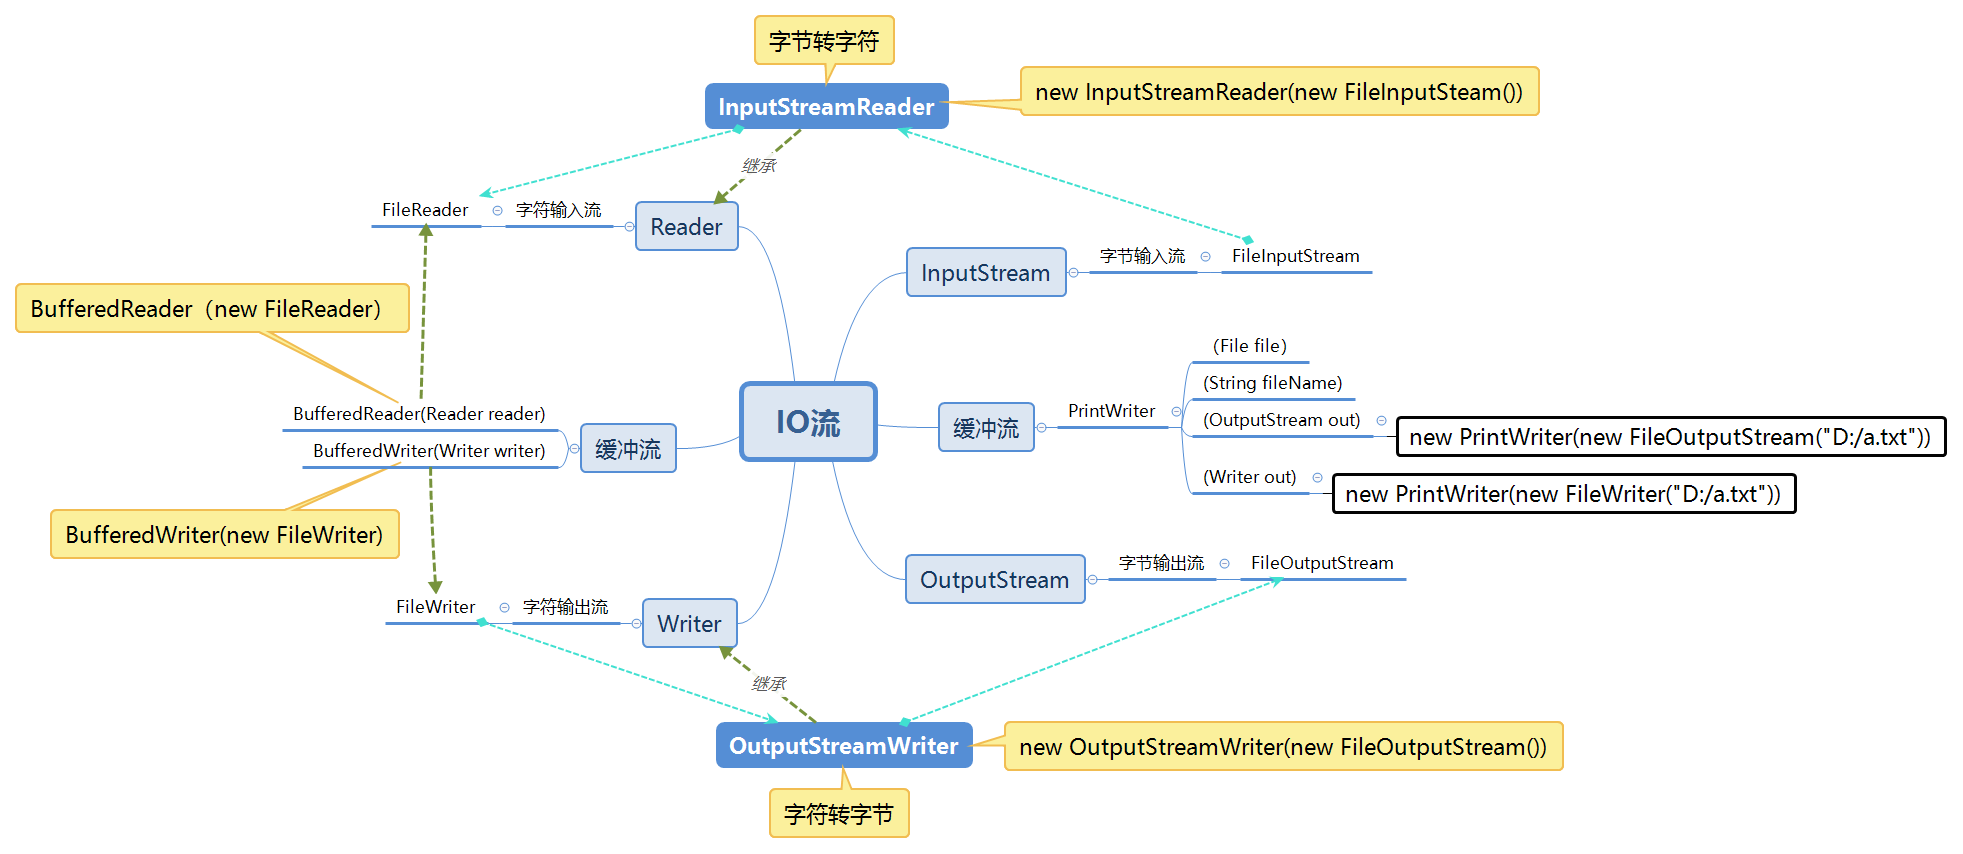 字节转字符
InputStreamReader
new InputStreamReader(new FileInputSteam())
继承
FileReader
字符输入流
Reader
InputStream
字节输入流
FileInputStream
BufferedReader（new FileReader）
(File file）
(String fileName)
(OutputStream out)
new PrintWriter(new FileOutputStream("D:/a.txt"))
(Writer out)
new PrintWriter(new FileWriter("D:/a.txt"))
PrintWriter
缓冲流
IO流
BufferedReader(Reader reader)
BufferedWriter(Writer writer)
缓冲流
BufferedWriter(new FileWriter)
OutputStream
字节输出流
FileOutputStream
FileWriter
字符输出流
Writer
继承
OutputStreamWriter
new OutputStreamWriter(new FileOutputStream())
字符转字节